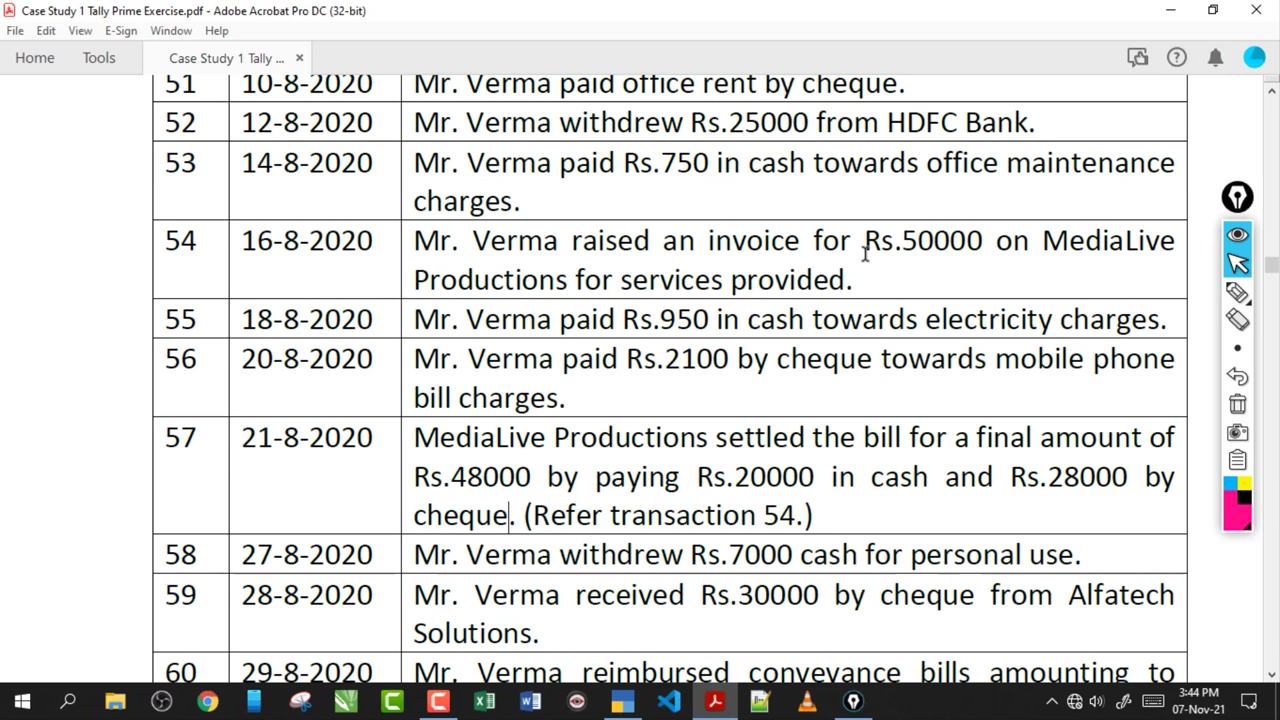 Case Study 1 Tally Prime Exercise.pdf - Adobe Acrobat Pro DC (32-bit)
File Edit View E-Sign Window Help
Home Tools Case Study 1 Tally ... ×
51 10-8-2020 Mr. Verma paid office rent by cheque.
52 12-8-2020 Mr. Verma withdrew Rs.25000 from HDFC Bank.
53 14-8-2020 Mr. Verma paid Rs.750 in cash towards office maintenance
charges.
54 16-8-2020 Mr. Verma raised an invoice for Rs.50000 on MediaLive
Productions for services provided.
55 18-8-2020 Mr. Verma paid Rs.950 in cash towards electricity charges.
56 20-8-2020 Mr. Verma paid Rs.2100 by cheque towards mobile phone
bill charges.
57 21-8-2020 MediaLive Productions settled the bill for a final amount of
Rs.48000 by paying Rs.20000 in cash and Rs.28000 by
cheque. (Refer transaction 54.)
58 27-8-2020 Mr. Verma withdrew Rs.7000 cash for personal use.
59 28-8-2020 Mr. Verma received Rs.30000 by cheque from Alfatech
Solutions.
60 29-8-2020 Mr. Verma reimbursed conveyance bills amounting to
3:44 PM
07-Nov-21